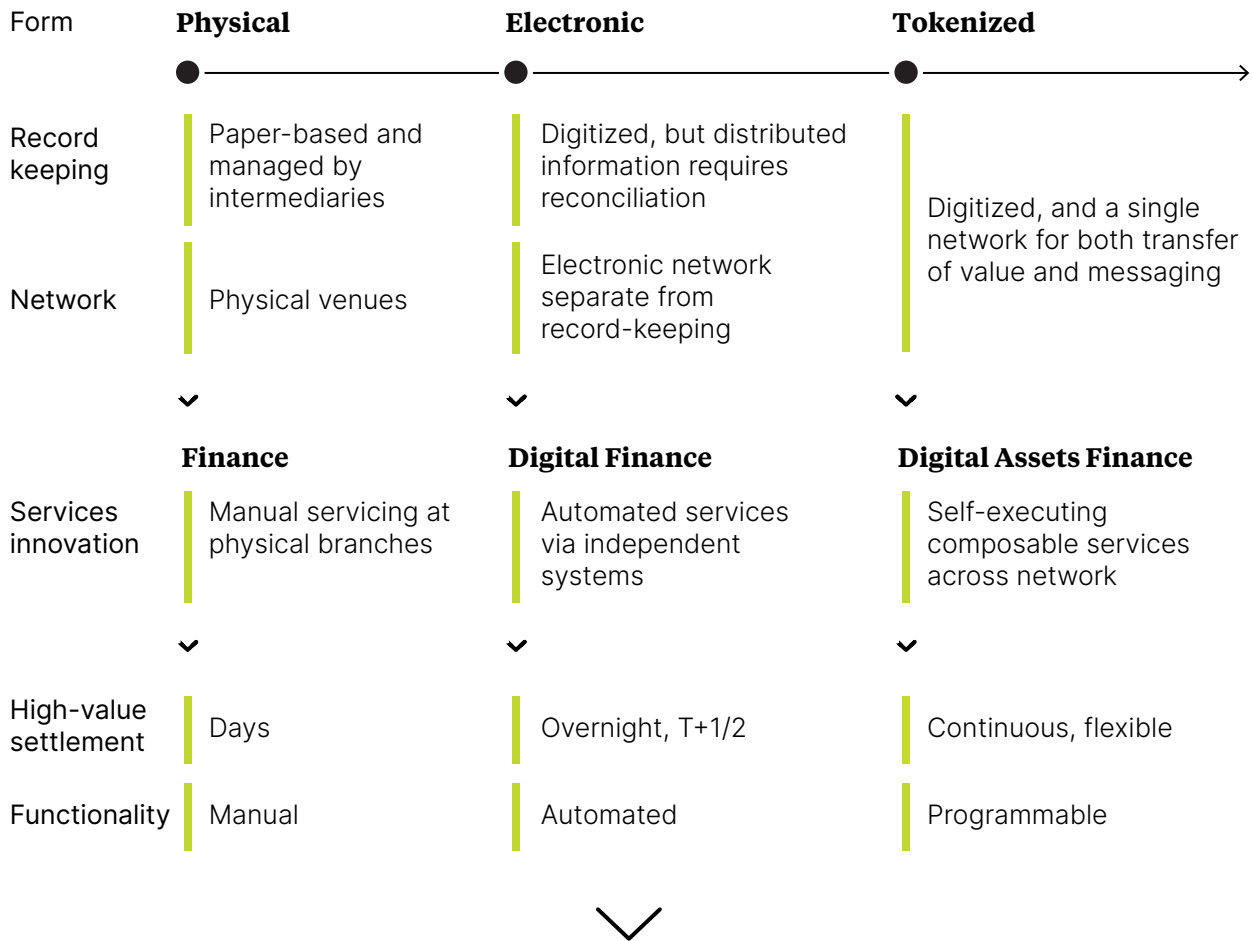 Form
Physical
Electronic
Tokenized
Record
keeping
Paper-based and
managed by
intermediaries
Digitized, but distributed
information requires
reconciliation
Digitized, and a single
network for both transfer
of value and messaging
Network
Physical venues
Electronic network
separate from
record-keeping
Finance
Digital Finance
Digital Assets Finance
Services
innovation
Manual servicing at
physical branches
Automated services
via independent
systems
Self-executing
composable services
across network
High-value
settlement
Days
Overnight, T+1/2
Continuous, flexible
Functionality
Manual
Automated
Programmable